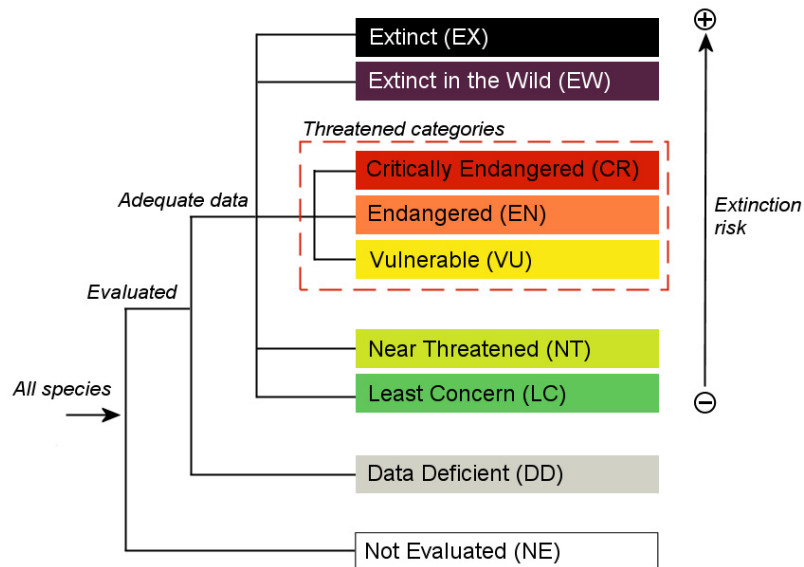 Extinct (EX)
Extinct in the Wild (EW)
Threatened categories
Critically Endangered (CR)
Adequate data
Endangered (EN)
Extinction
risk
Vulnerable (VU)
Evaluated
Near Threatened (NT)
All species
Least Concern (LC)
Data Deficient (DD)
Not Evaluated (NE)